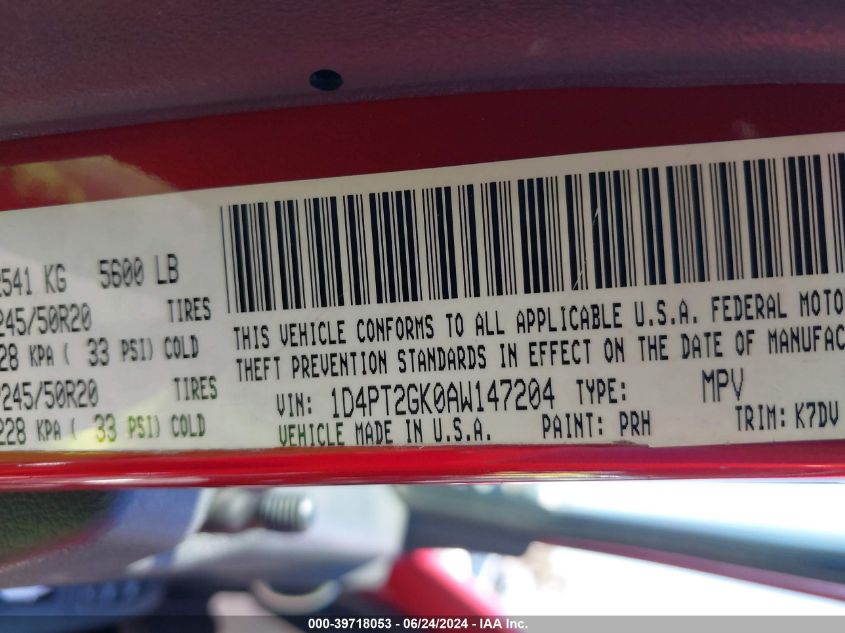 2541 KG 5600 LB
245/50R20 TIRES
228 KPA ( 33 PSI) COLD
245/50R20 TIRES
228 KPA ( 33 PSI) COLD
THIS VEHICLE CONFORMS TO ALL APPLICABLE U.S.A. FEDERAL MOTO
THEFT PREVENTION STANDARDS IN EFFECT ON THE DATE OF MANUFAC
VIN: 1D4PT2GK0AW147204 TYPE: MPV
VEHICLE MADE IN U.S.A. PAINT: PRH TRIM: K7DV
000-39718053 - 06/24/2024 - IAA Inc.